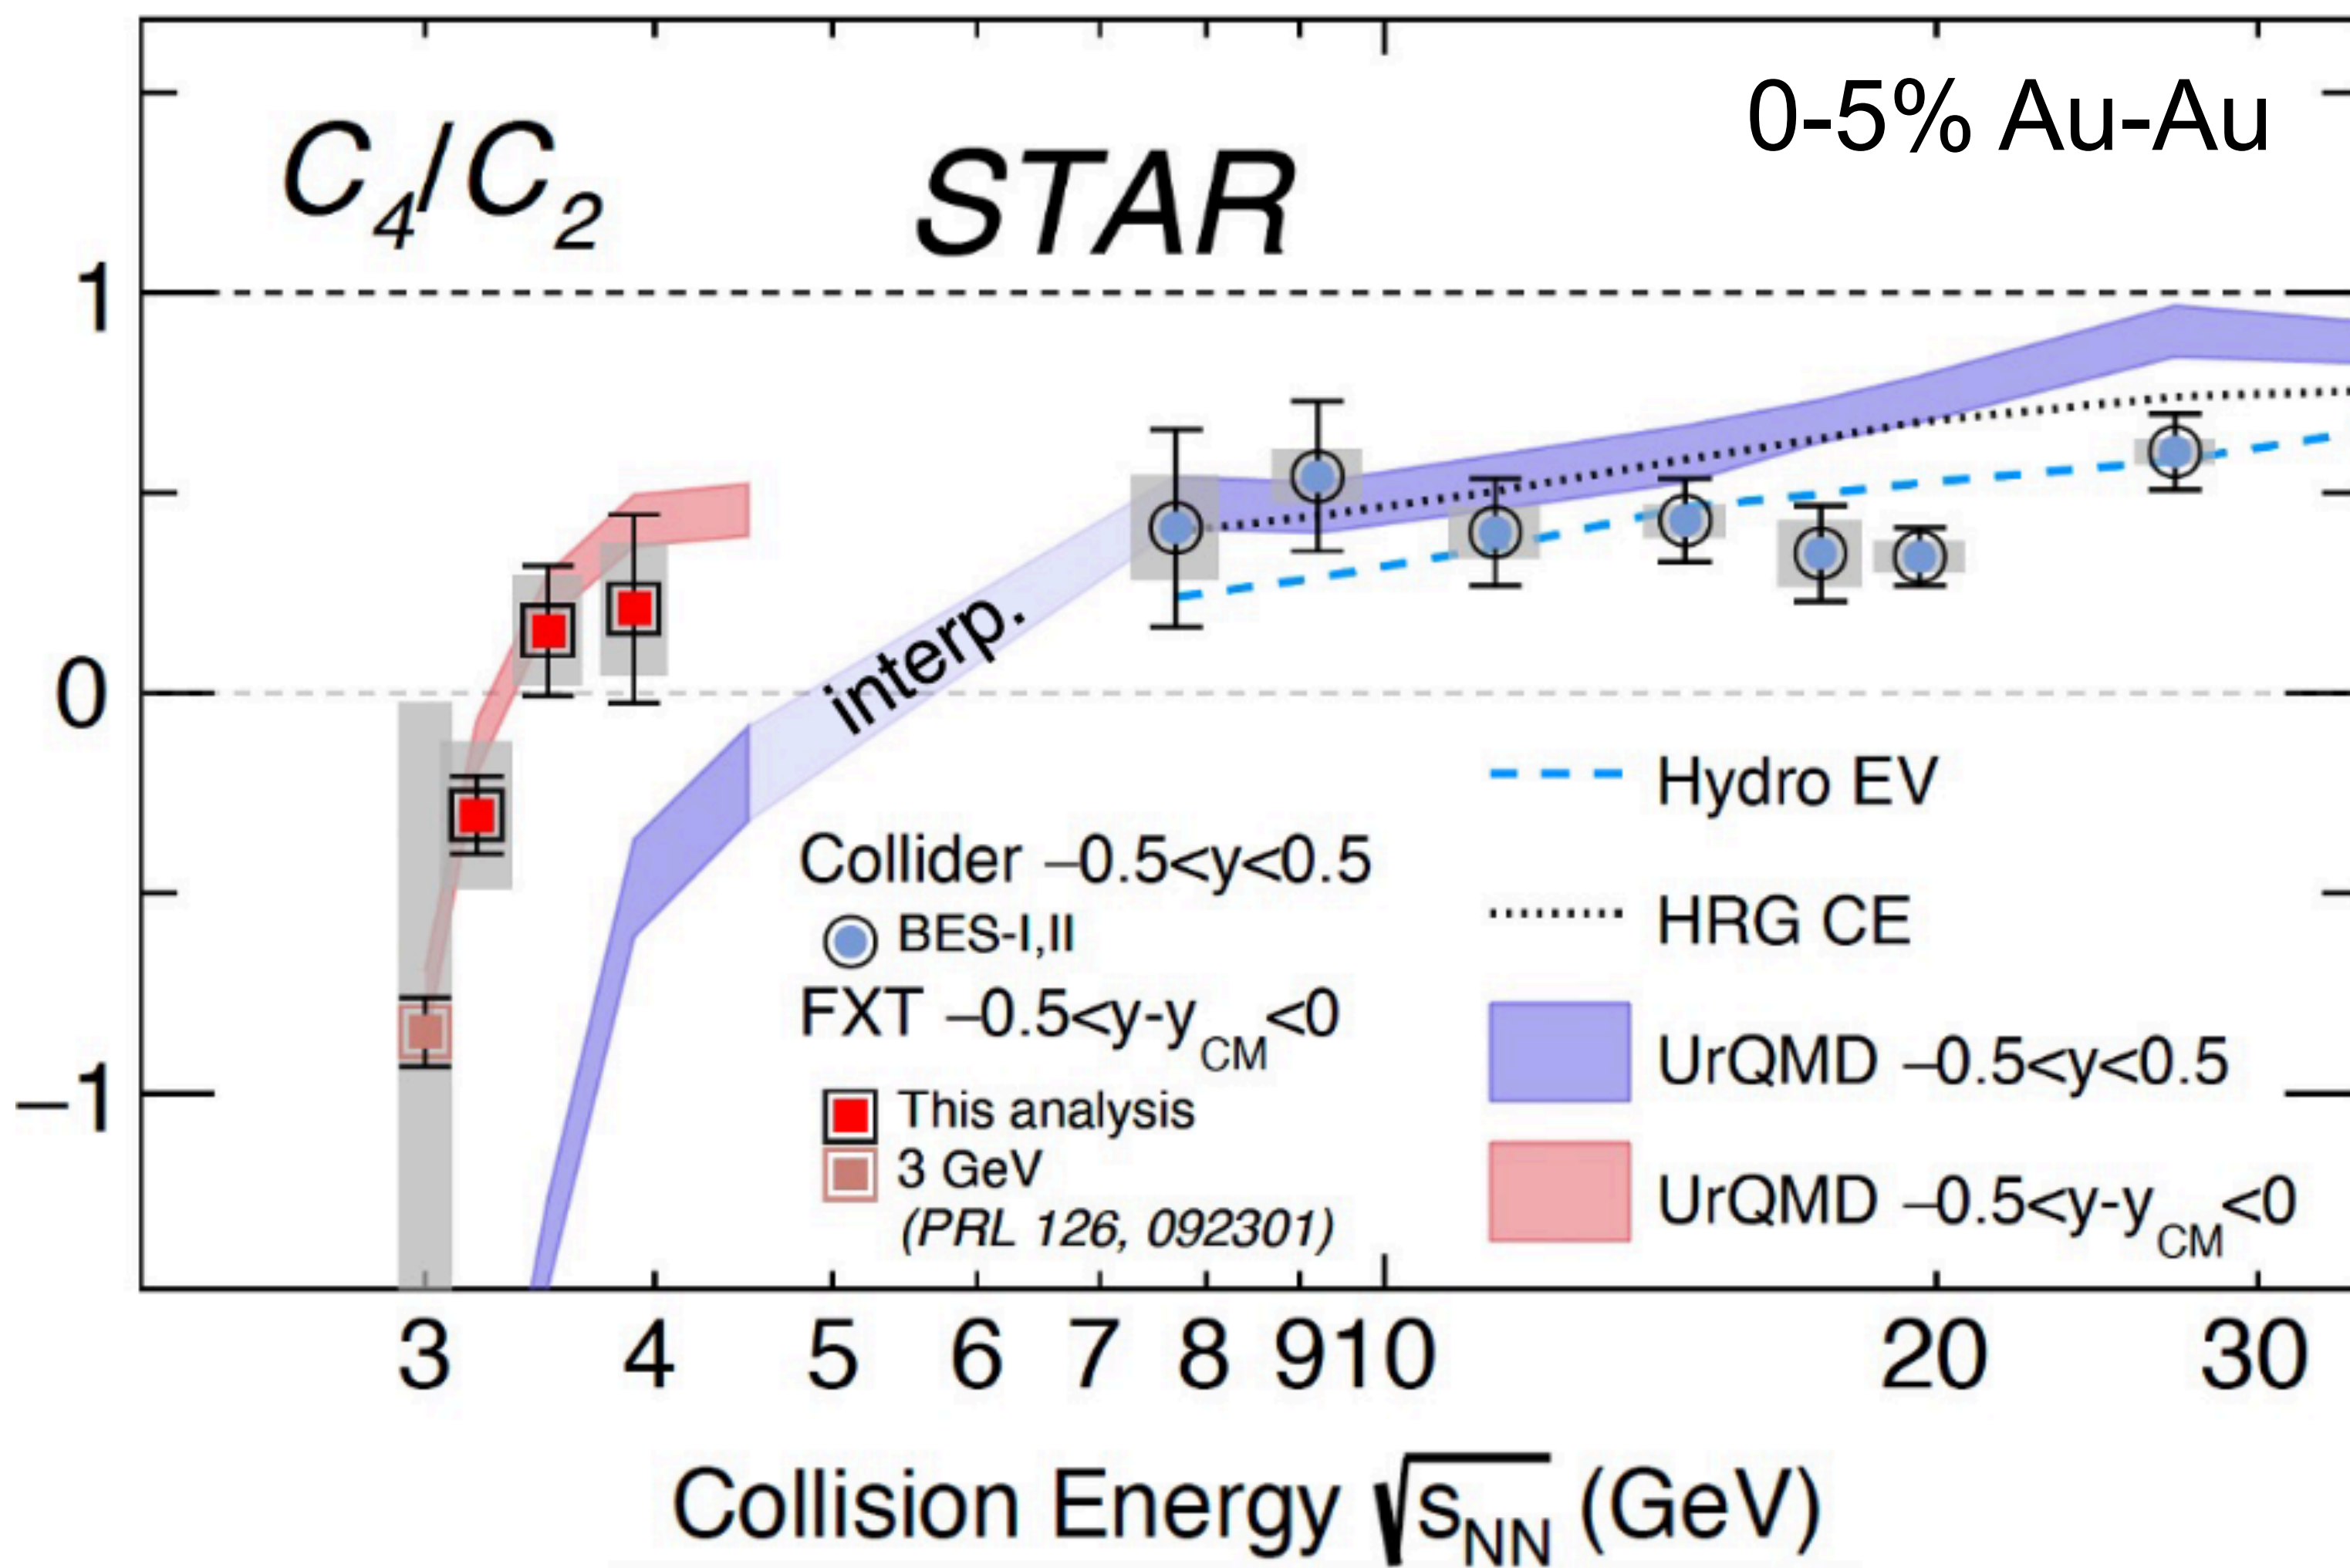 0-5% Au-Au
C4/C2
STAR
1
0
–1
interp.
Collider –0.5<y<0.5
BES-I,II
FXT –0.5<y-yCM<0
This analysis
3 GeV
(PRL 126, 092301)
Hydro EV
HRG CE
UrQMD –0.5<y<0.5
UrQMD –0.5<y-yCM<0
3 4 5 6 7 8 910 20 30
Collision Energy √sNN (GeV)